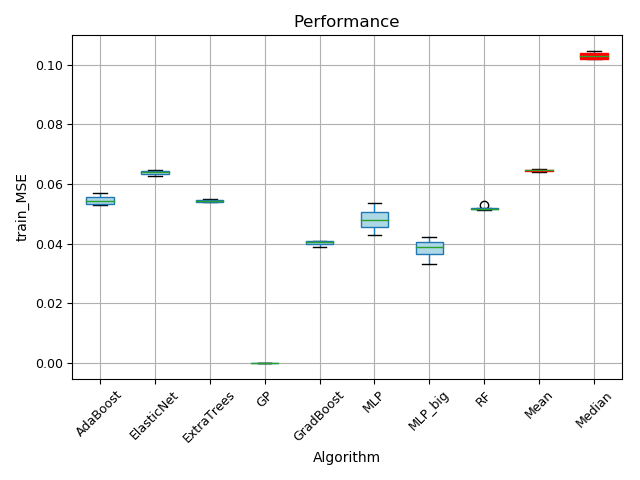 Performance
train_MSE
0.10
0.08
0.06
0.04
0.02
0.00
AdaBoost
ElasticNet
ExtraTrees
GP
GradBoost
MLP
MLP_big
RF
Mean
Median
Algorithm